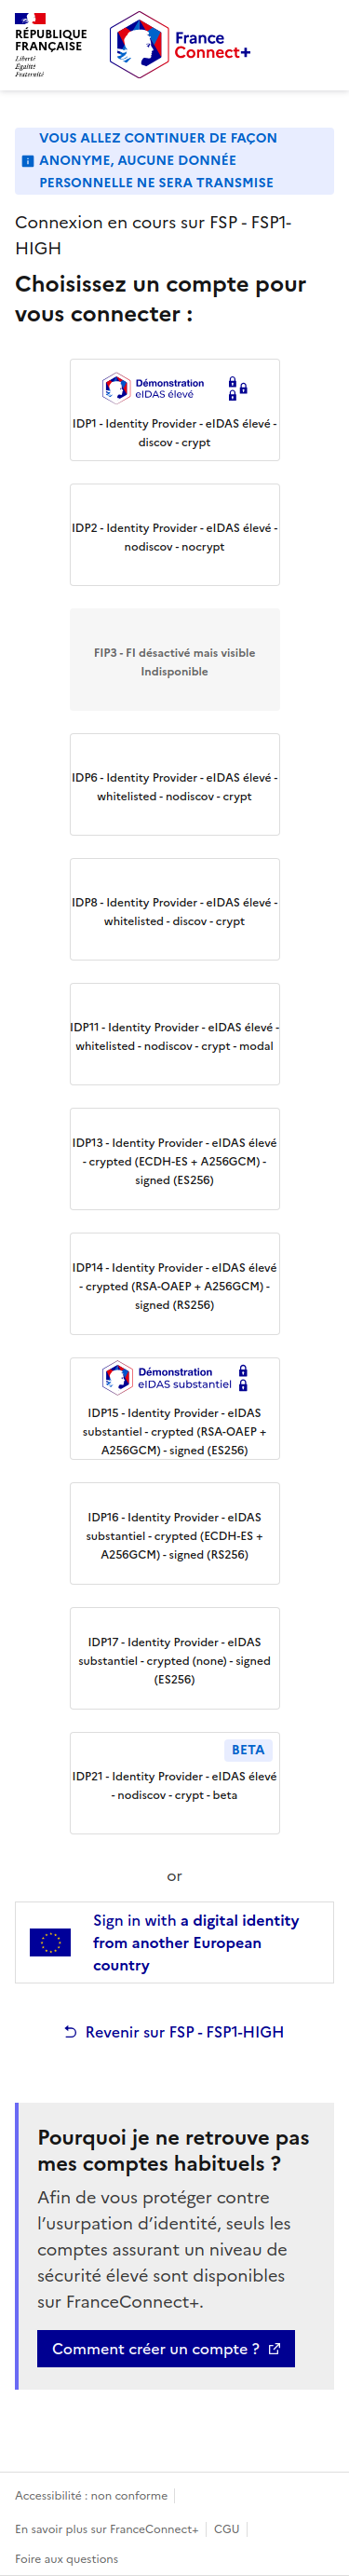 RÉPUBLIQUE
FRANÇAISE
Liberté
Égalité
Fraternité
France
Connect+
VOUS ALLEZ CONTINUER DE FAÇON
ANONYME, AUCUNE DONNÉE
PERSONNELLE NE SERA TRANSMISE
Connexion en cours sur FSP - FSP1-
HIGH
Choisissez un compte pour
vous connecter :
Démonstration
eIDAS élevé
IDP1 - Identity Provider - eIDAS élevé -
discov - crypt
IDP2 - Identity Provider - eIDAS élevé -
nodiscov - nocrypt
FIP3 - FI désactivé mais visible
Indisponible
IDP6 - Identity Provider - eIDAS élevé -
whitelisted - nodiscov - crypt
IDP8 - Identity Provider - eIDAS élevé -
whitelisted - discov - crypt
IDP11 - Identity Provider - eIDAS élevé -
whitelisted - nodiscov - crypt - modal
IDP13 - Identity Provider - eIDAS élevé
- crypted (ECDH-ES + A256GCM) -
signed (ES256)
IDP14 - Identity Provider - eIDAS élevé
- crypted (RSA-OAEP + A256GCM) -
signed (RS256)
Démonstration
eIDAS substantiel
IDP15 - Identity Provider - eIDAS
substantiel - crypted (RSA-OAEP +
A256GCM) - signed (ES256)
IDP16 - Identity Provider - eIDAS
substantiel - crypted (ECDH-ES +
A256GCM) - signed (RS256)
IDP17 - Identity Provider - eIDAS
substantiel - crypted (none) - signed
(ES256)
BETA
IDP21 - Identity Provider - eIDAS élevé
- nodiscov - crypt - beta
or
Sign in with a digital identity
from another European
country
Revenir sur FSP - FSP1-HIGH
Pourquoi je ne retrouve pas
mes comptes habituels ?
Afin de vous protéger contre
l’usurpation d’identité, seuls les
comptes assurant un niveau de
sécurité élevé sont disponibles
sur FranceConnect+.
Comment créer un compte ?
Accessibilité : non conforme
En savoir plus sur FranceConnect+ CGU
Foire aux questions